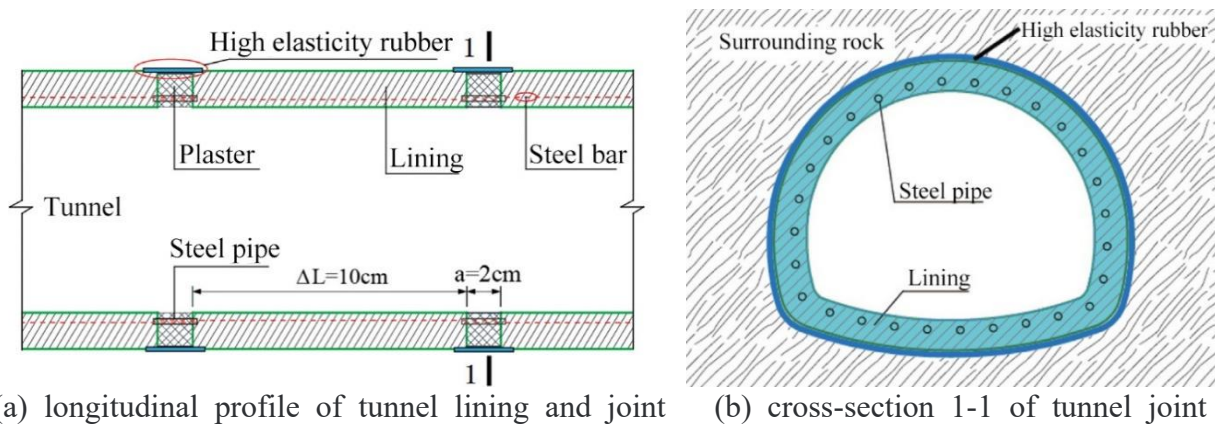 High elasticity rubber
1
Plaster
Lining
Steel bar
Tunnel
Steel pipe
ΔL=10cm
a=2cm
1
(a) longitudinal profile of tunnel lining and joint
Surrounding rock
High elasticity rubber
Steel pipe
Lining
(b) cross-section 1-1 of tunnel joint